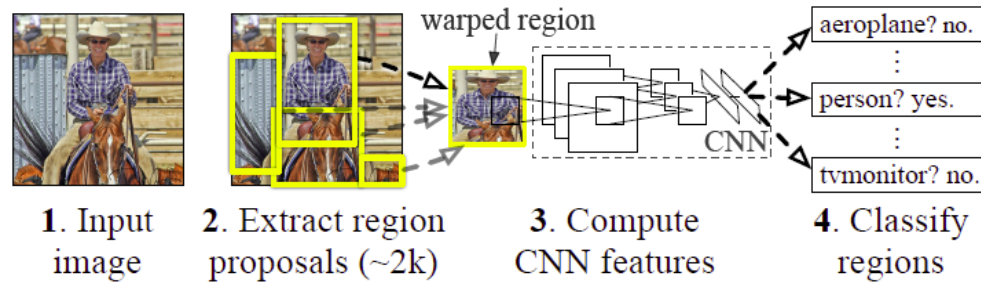 warped region
aeroplane? no.
person? yes.
CNN
tvmonitor? no.
1. Input
image
2. Extract region
proposals (~2k)
3. Compute
CNN features
4. Classify
regions